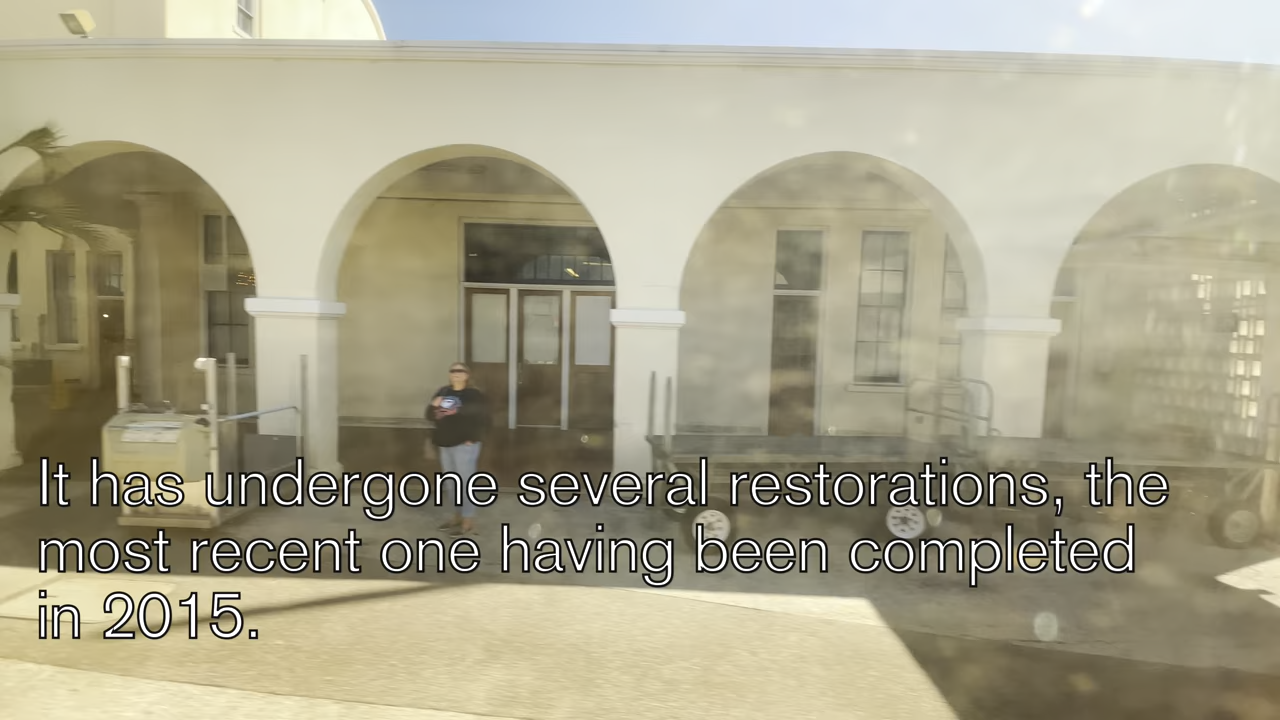 It has undergone several restorations, the
most recent one having been completed
in 2015.